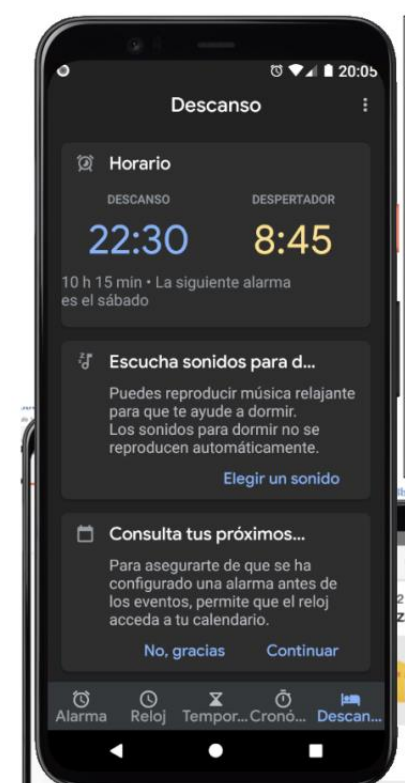 20:05
Descanso
Horario
DESCANSO DESPERTADOR
22:30 8:45
10 h 15 min • La siguiente alarma
es el sábado
Escucha sonidos para d...
Puedes reproducir música relajante
para que te ayude a dormir.
Los sonidos para dormir no se
reproducen automáticamente.
Elegir un sonido
Consulta tus próximos...
Para asegurarte de que se ha
configurado una alarma antes de
los eventos, permite que el reloj
acceda a tu calendario.
No, gracias Continuar
Alarma Reloj Tempor... Cronó... Descan...